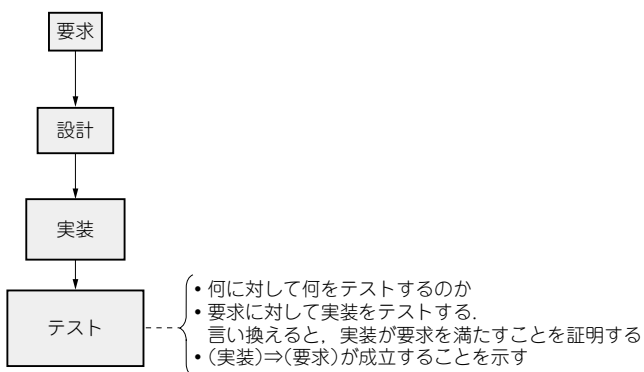 要求
設計
実装
テスト
• 何に対して何をテストするのか
• 要求に対して実装をテストする.
言い換えると，実装が要求を満たすことを証明する
• (実装)⇒(要求)が成立することを示す